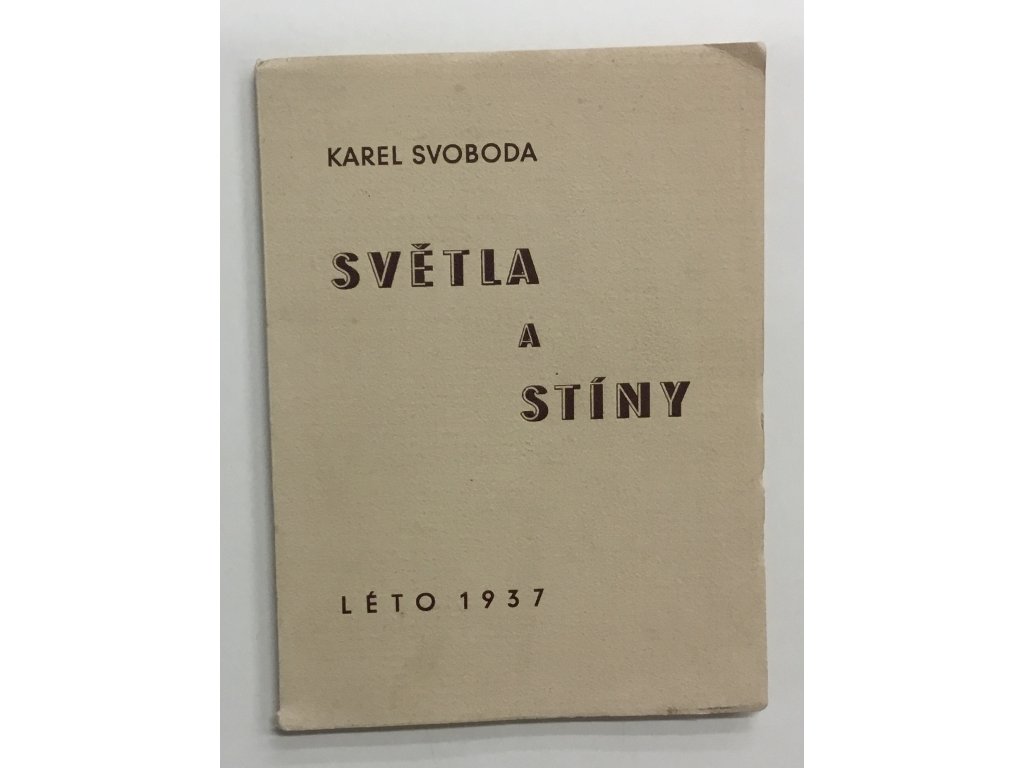 KAREL SVOBODA
SVĚTLA
A
STÍNY
LÉTO 1937